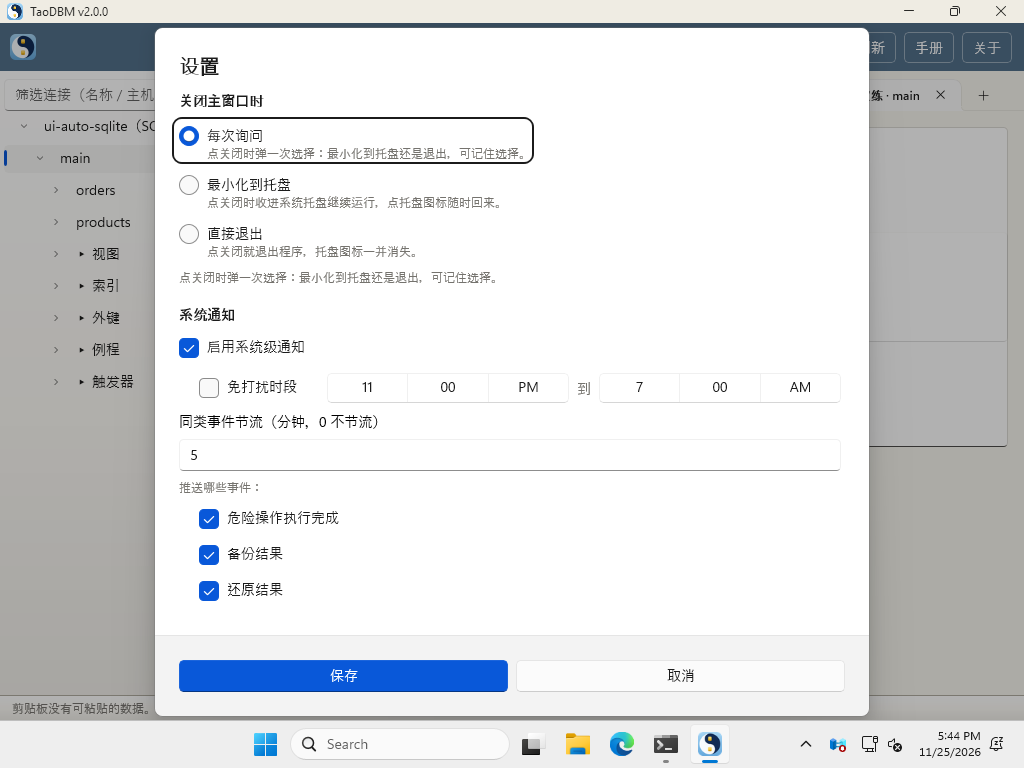 TaoDBM v2.0.0
新
手册
关于
筛选连接（名称 / 主机
练 · main
ui-auto-sqlite（SQ
main
orders
products
视图
索引
外键
例程
触发器
设置
关闭主窗口时
每次询问
点关闭时弹一次选择：最小化到托盘还是退出，可记住选择。
最小化到托盘
点关闭时收进系统托盘继续运行，点托盘图标随时回来。
直接退出
点关闭就退出程序，托盘图标一并消失。
点关闭时弹一次选择：最小化到托盘还是退出，可记住选择。
系统通知
启用系统级通知
免打扰时段 11 00 PM 到 7 00 AM
同类事件节流（分钟，0 不节流）
5
推送哪些事件：
危险操作执行完成
备份结果
还原结果
保存
取消
剪贴板没有可粘贴的数据。
Search
5:44 PM
11/25/2026